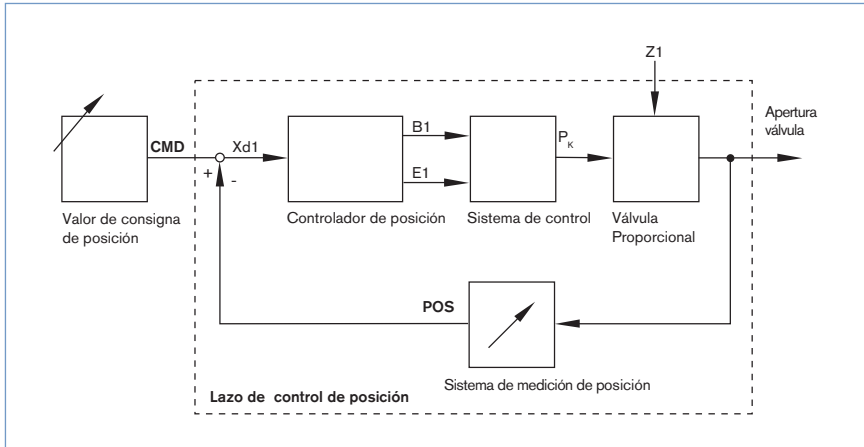 Z1
Apertura
válvula
B1
CMD
Xd1
P_K
+
-
E1
Valor de consigna
de posición
Controlador de posición
Sistema de control
Válvula
Proporcional
POS
Sistema de medición de posición
Lazo de control de posición